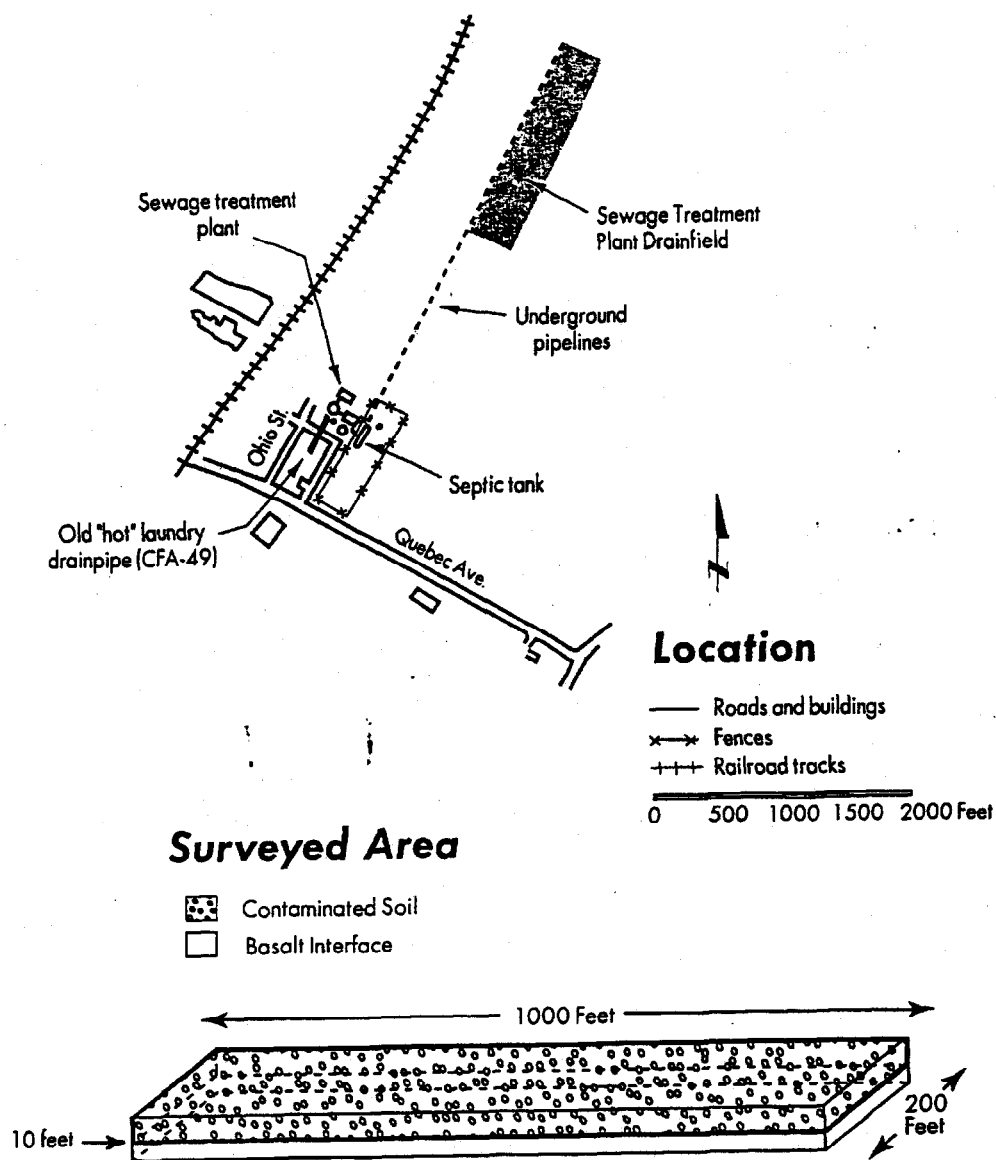 Sewage treatment
plant
Sewage Treatment
Plant Drainfield
Underground
pipelines
Ohio St.
Septic tank
Old "hot" laundry
drainpipe (CFA-49)
Quebec Ave.
N
Location
Roads and buildings
Fences
Railroad tracks
0 500 1000 1500 2000 Feet
Surveyed Area
Contaminated Soil
Basalt Interface
1000 Feet
10 feet
200
Feet